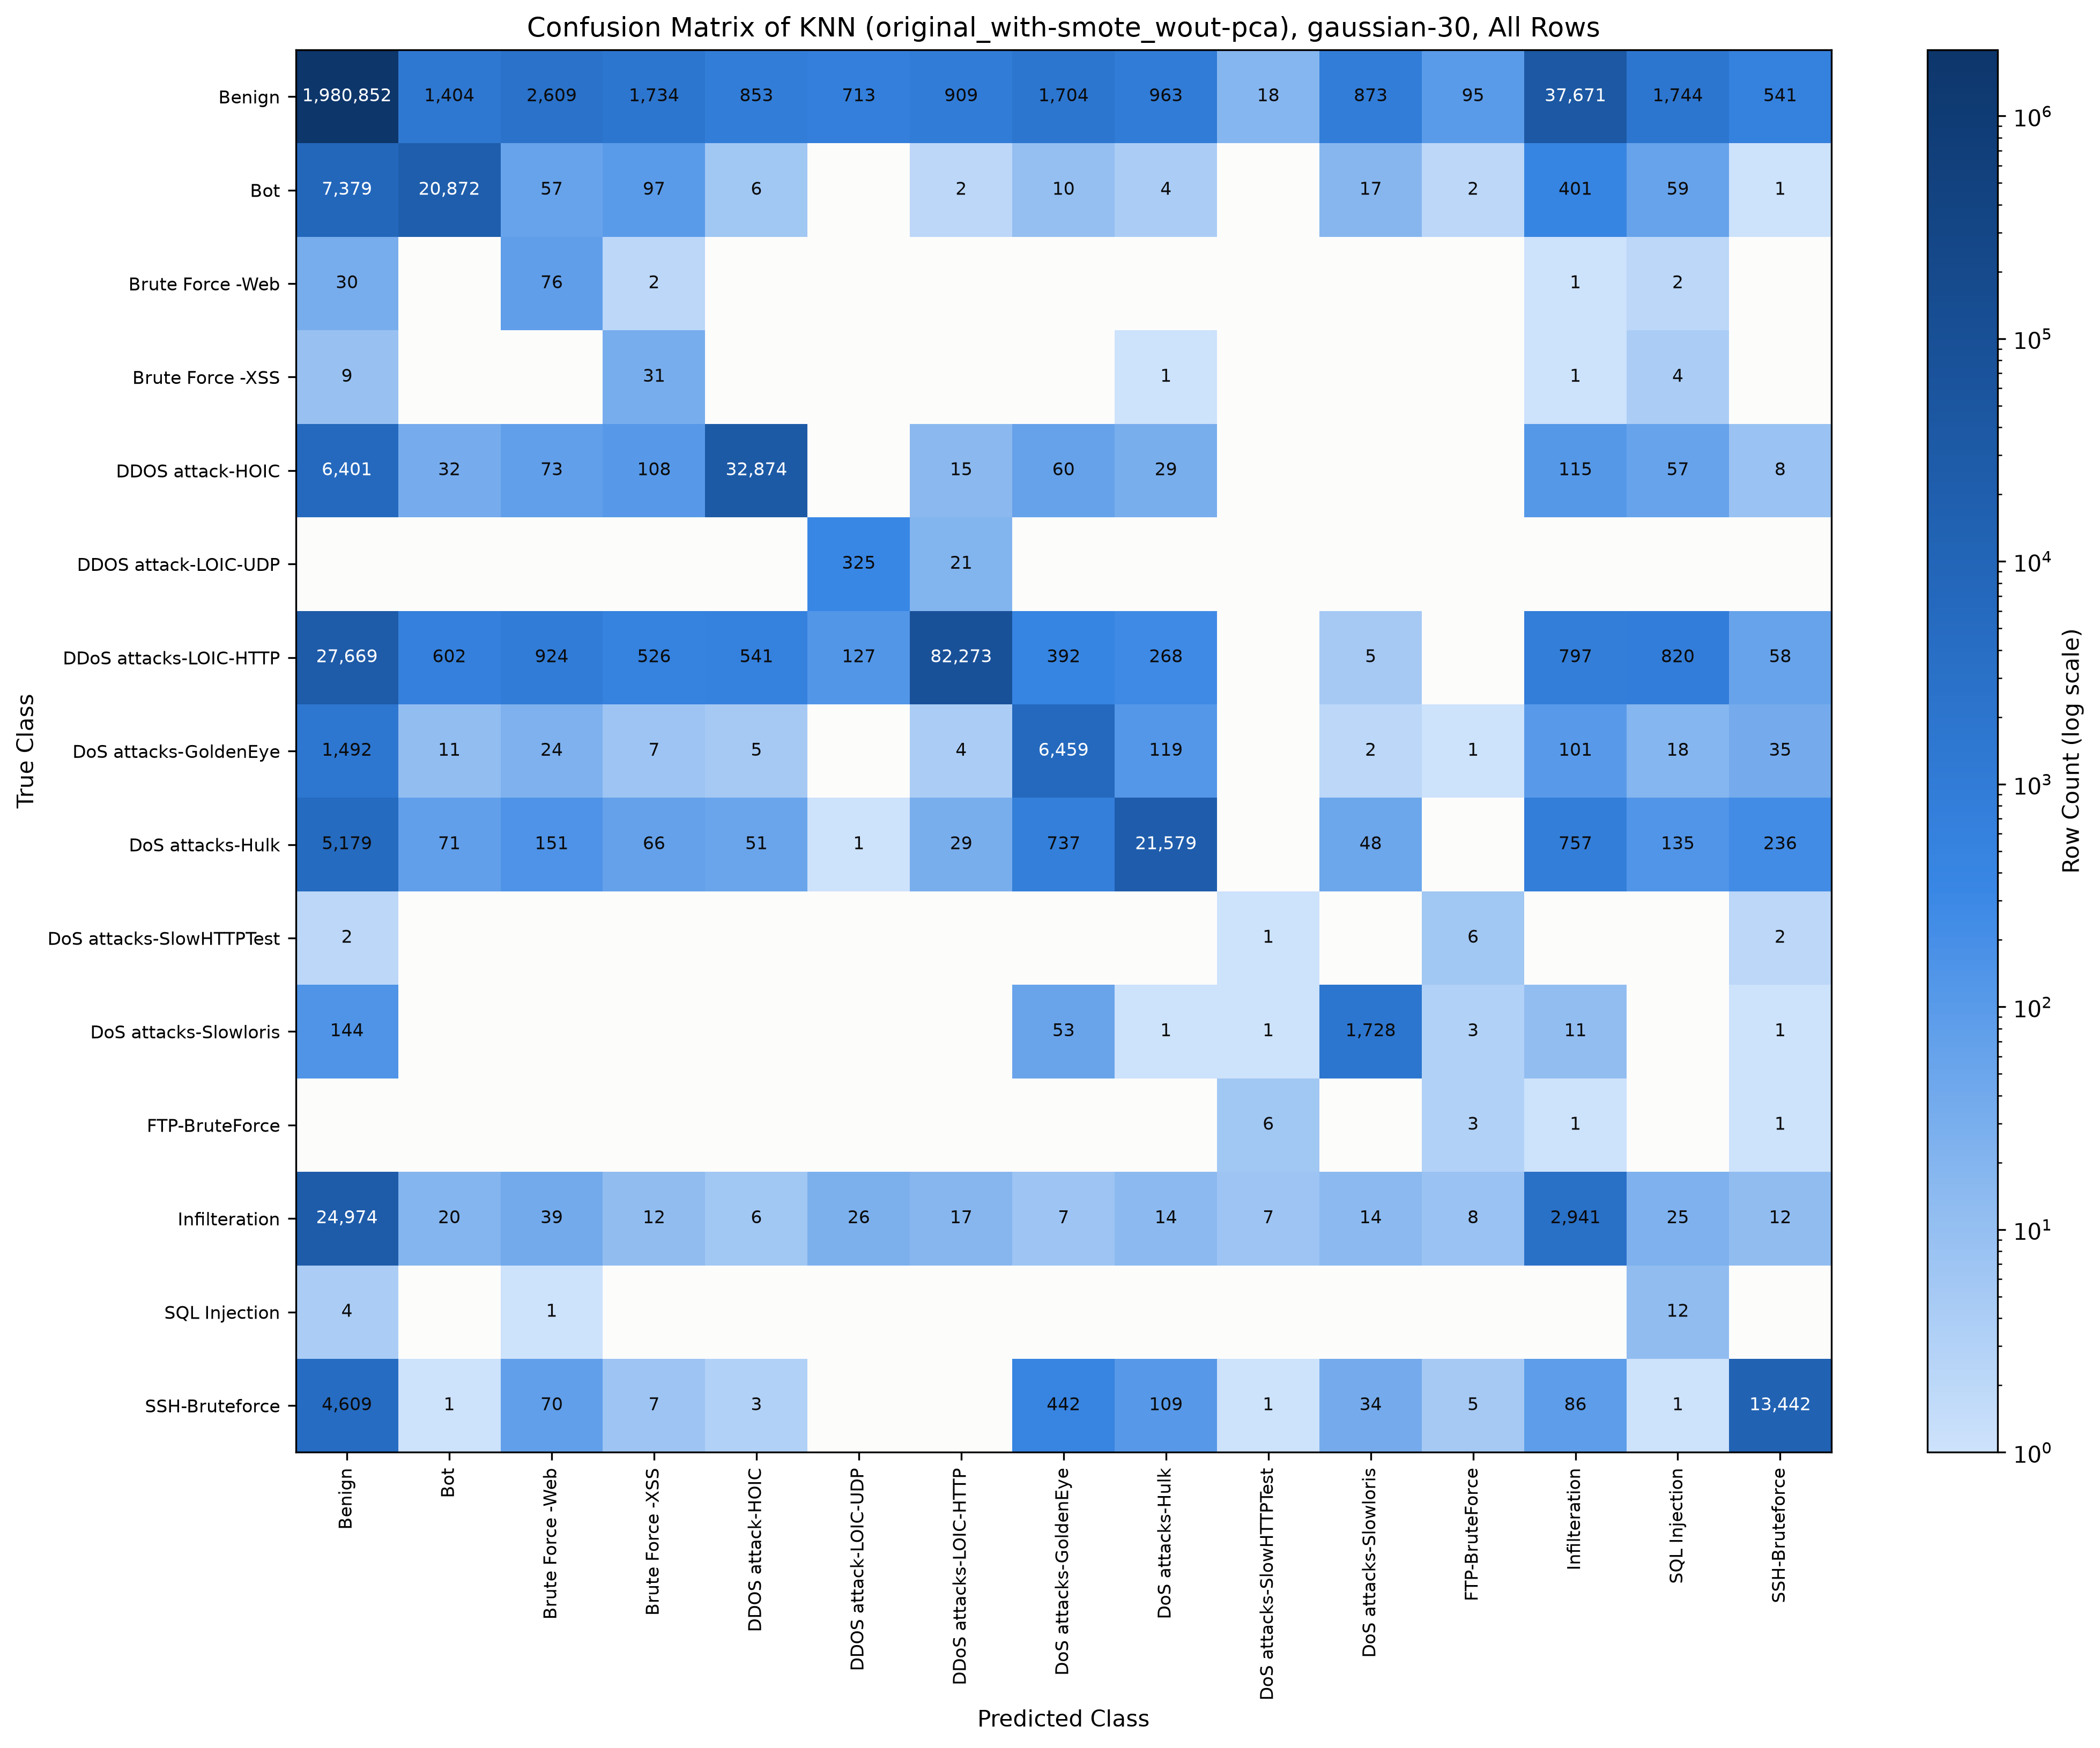 Confusion Matrix of KNN (original_with-smote_wout-pca), gaussian-30, All Rows
True Class
Benign 1,980,852 1,404 2,609 1,734 853 713 909 1,704 963 18 873 95 37,671 1,744 541
Bot 7,379 20,872 57 97 6 2 10 4 17 2 401 59 1
Brute Force -Web 30 76 2 1 2
Brute Force -XSS 9 31 1 1 4
DDOS attack-HOIC 6,401 32 73 108 32,874 15 60 29 115 57 8
DDOS attack-LOIC-UDP 325 21
DDoS attacks-LOIC-HTTP 27,669 602 924 526 541 127 82,273 392 268 5 797 820 58
DoS attacks-GoldenEye 1,492 11 24 7 5 4 6,459 119 2 1 101 18 35
DoS attacks-Hulk 5,179 71 151 66 51 1 29 737 21,579 48 757 135 236
DoS attacks-SlowHTTPTest 2 1 6 2
DoS attacks-Slowloris 144 53 1 1 1,728 3 11 1
FTP-BruteForce 6 3 1 1
Infilteration 24,974 20 39 12 6 26 17 7 14 7 14 8 2,941 25 12
SQL Injection 4 1 12
SSH-Bruteforce 4,609 1 70 7 3 442 109 1 34 5 86 1 13,442
Benign
Bot
Brute Force -Web
Brute Force -XSS
DDOS attack-HOIC
DDOS attack-LOIC-UDP
DDoS attacks-LOIC-HTTP
DoS attacks-GoldenEye
DoS attacks-Hulk
DoS attacks-SlowHTTPTest
DoS attacks-Slowloris
FTP-BruteForce
Infilteration
SQL Injection
SSH-Bruteforce
Predicted Class
10⁶
10⁵
10⁴
10³
10²
10¹
10⁰
Row Count (log scale)